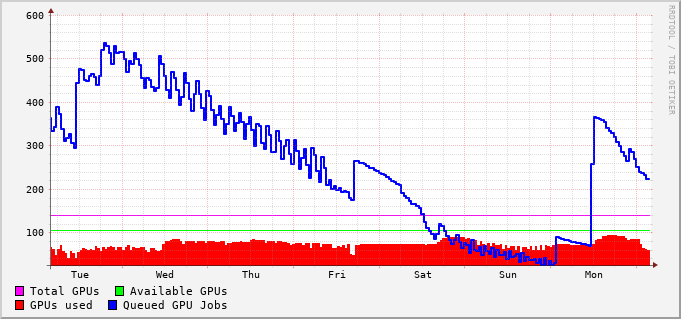 600
500
400
300
200
100
Tue Wed Thu Fri Sat Sun Mon
Total GPUs Available GPUs
GPUs used Queued GPU Jobs
RRDTOOL / TOBI OETIKER